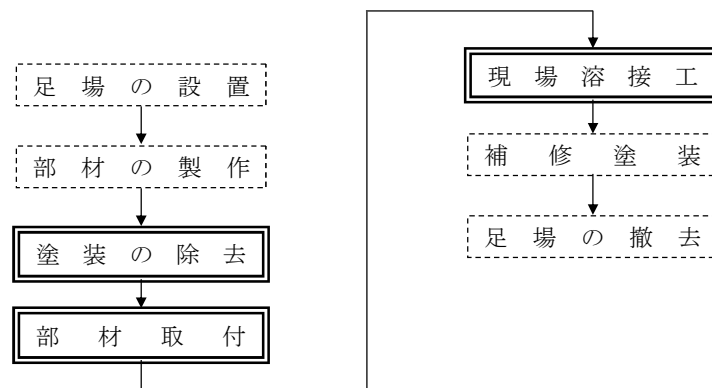 足場の設置
部材の製作
塗装の除去
部材取付
現場溶接工
補修塗装
足場の撤去